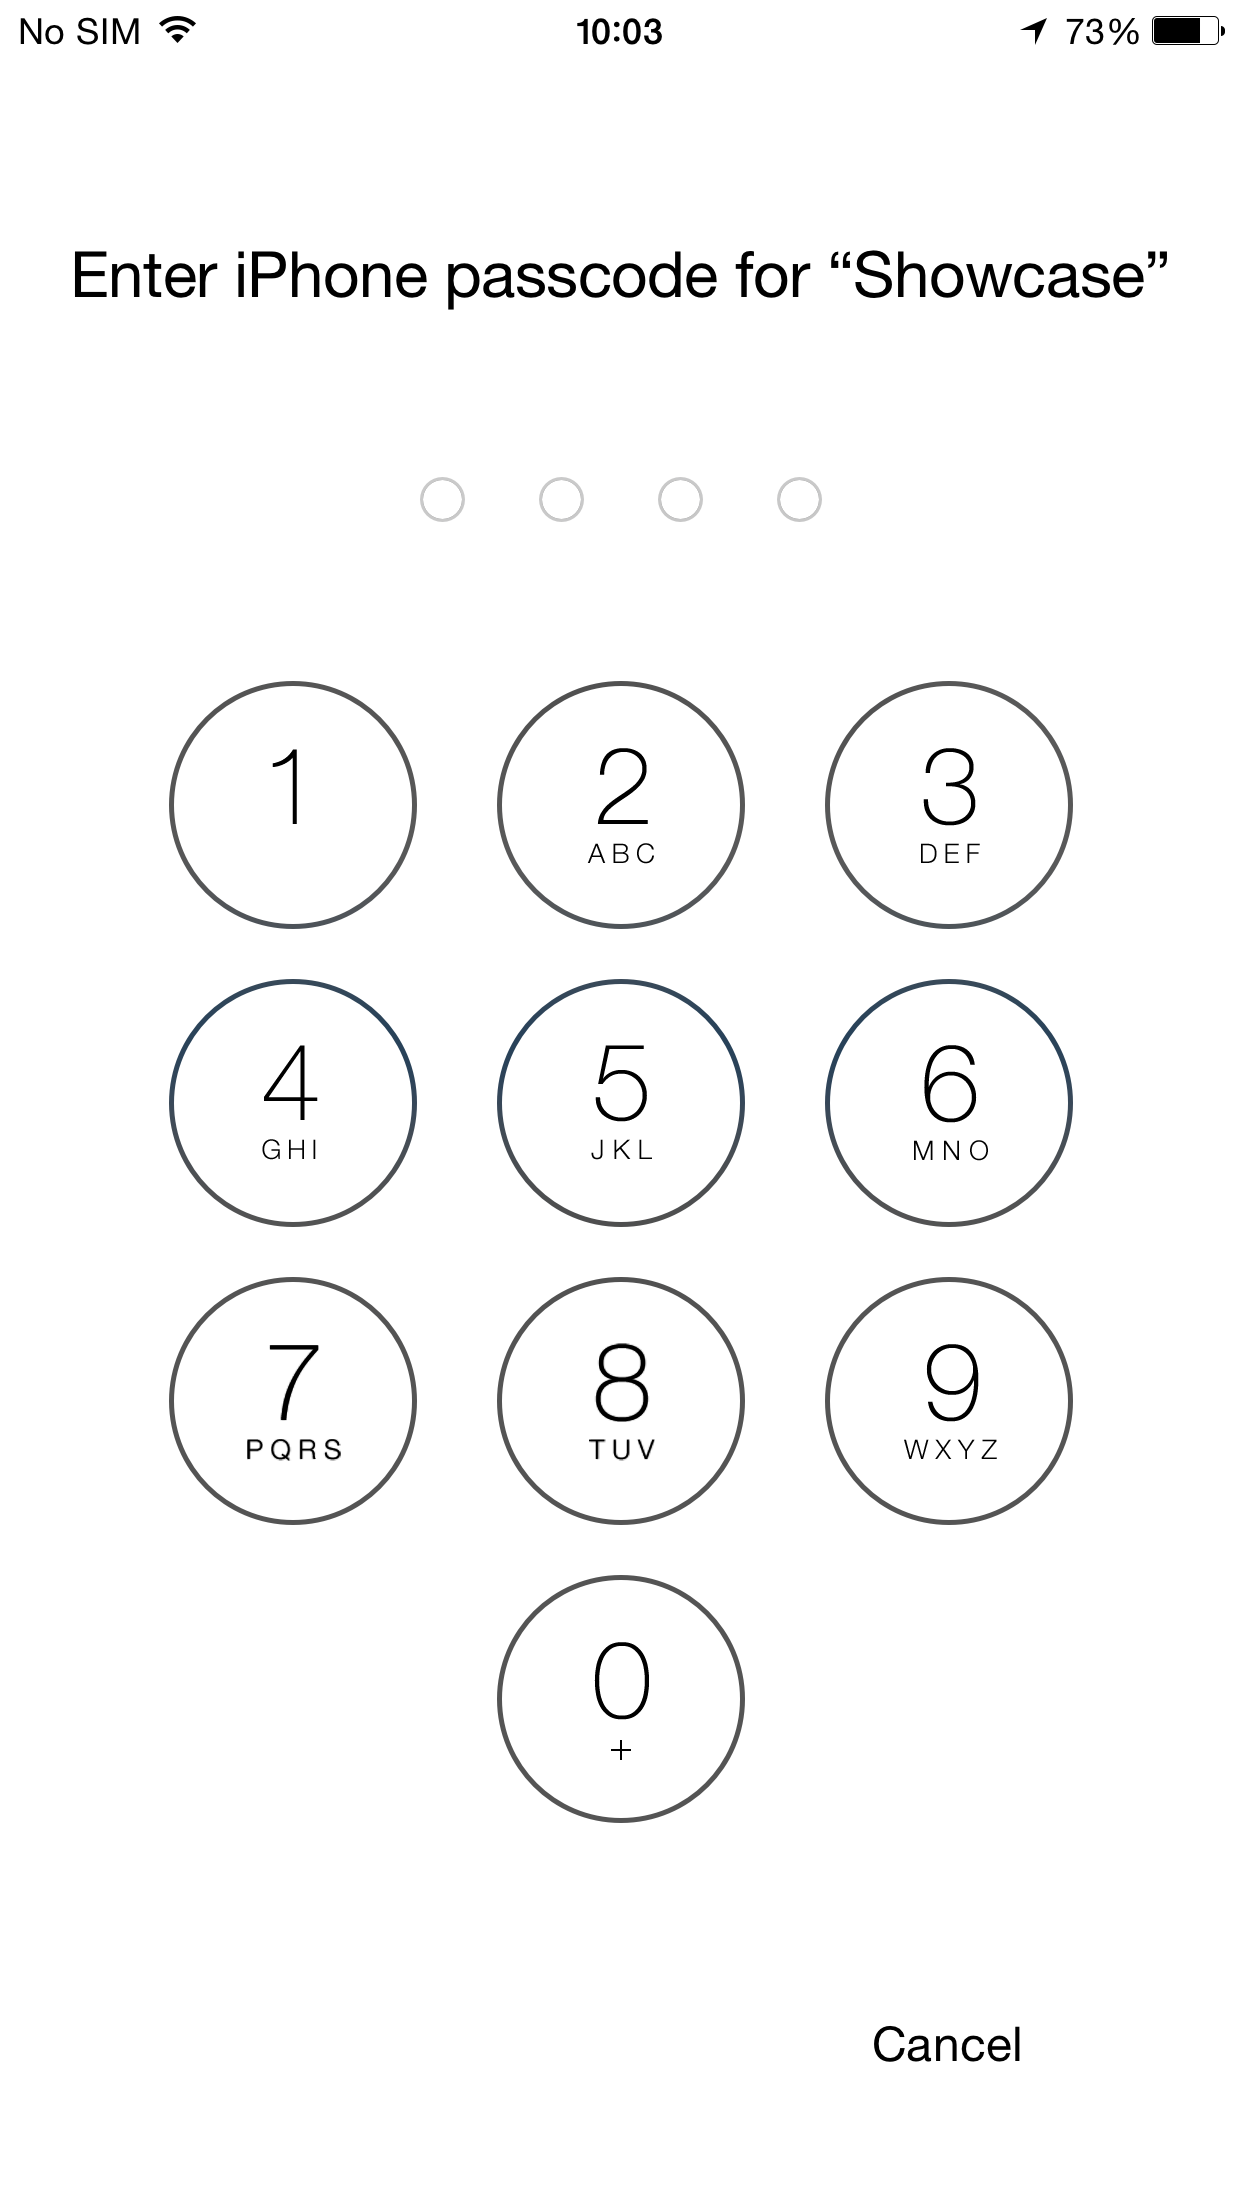 No SIM 10:03 73%
Enter iPhone passcode for “Showcase”
1 2 3
ABC DEF
4 5 6
GHI JKL MNO
7 8 9
PQRS TUV WXYZ
0
+
Cancel